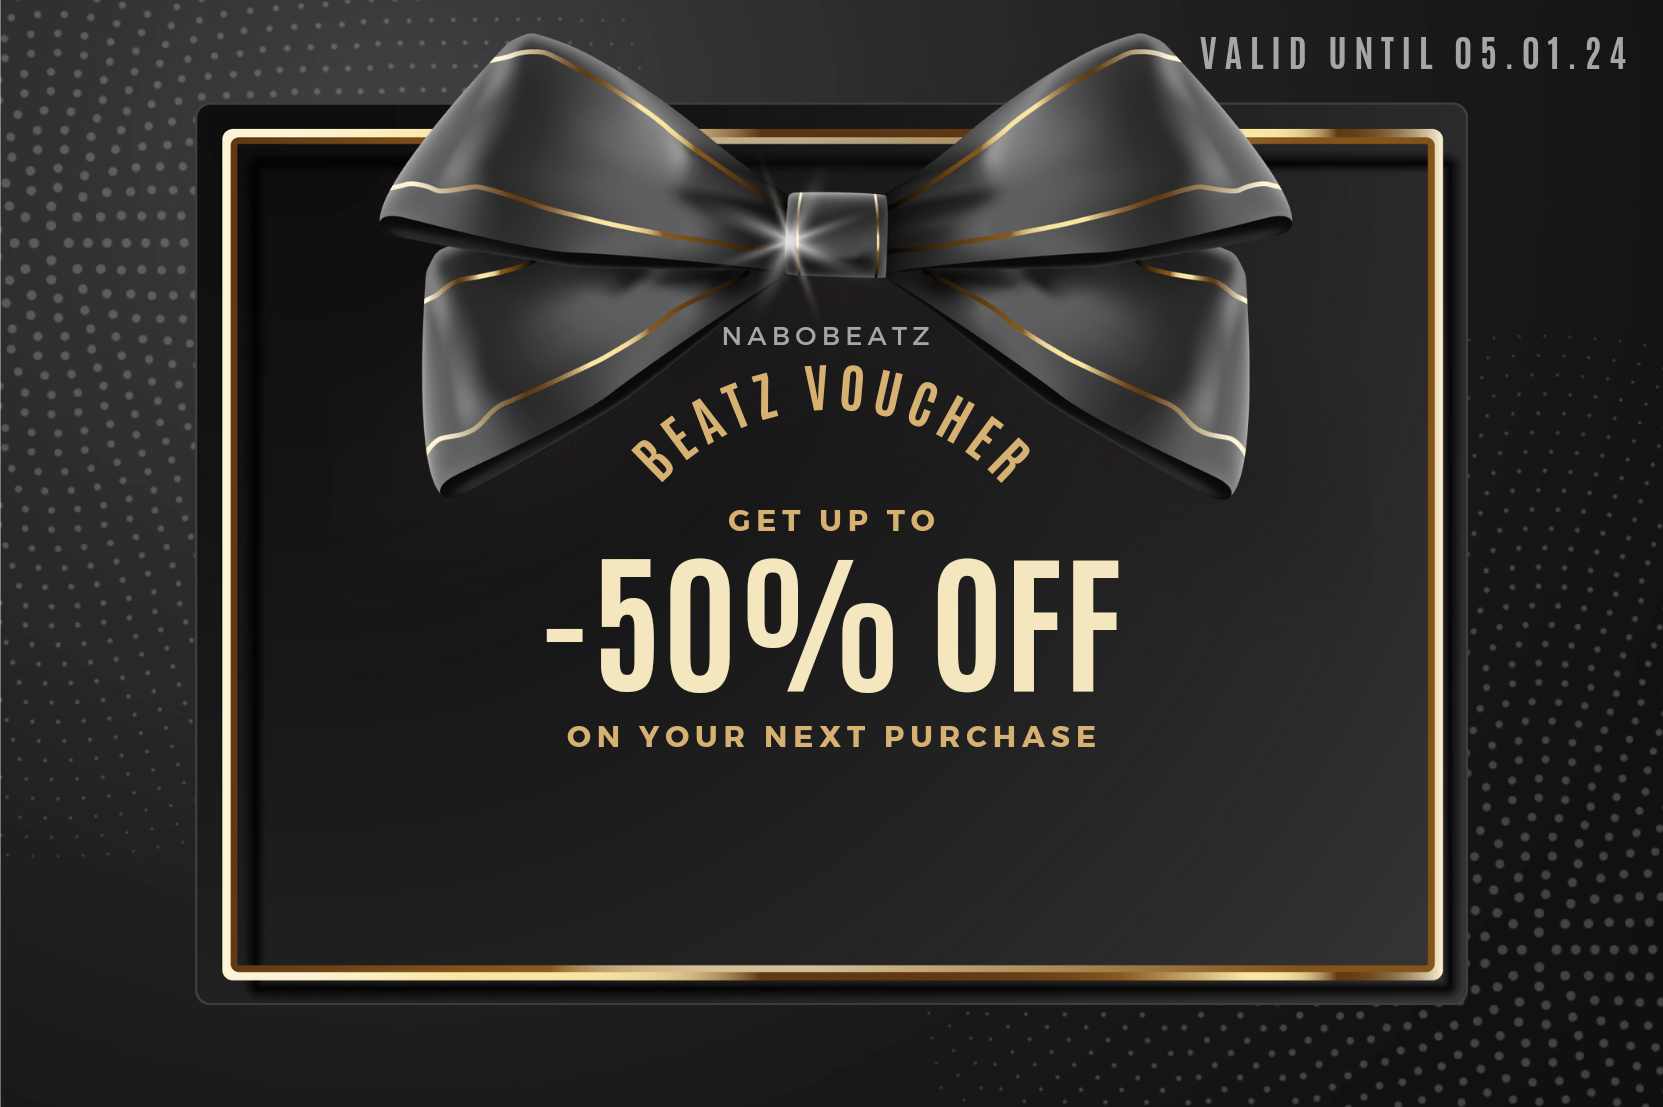 VALID UNTIL 05.01.24
NABOBEATZ
BEATZ VOUCHER
GET UP TO
-50% OFF
ON YOUR NEXT PURCHASE